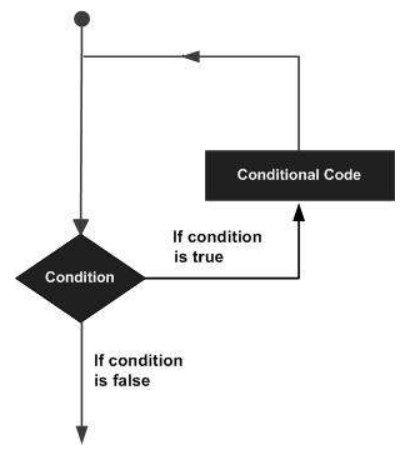 Conditional Code
If condition
is true
Condition
If condition
is false